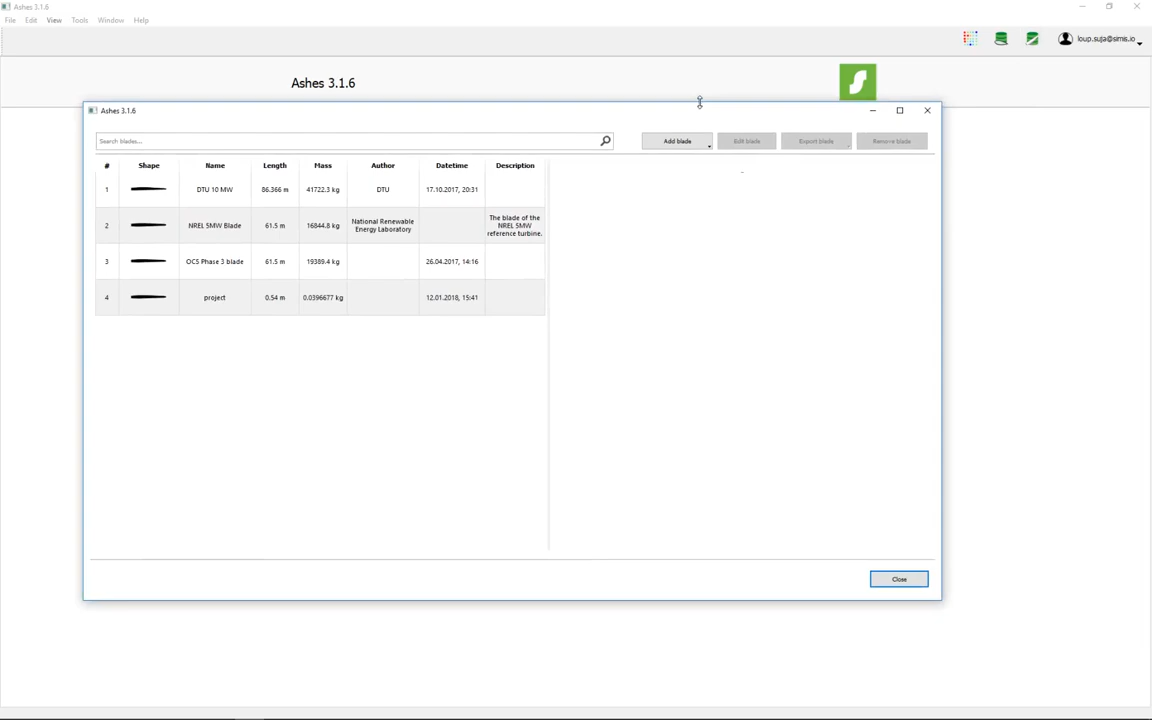 Ashes 3.1.6
File Edit View Tools Window Help
loup.suja@simis.io
Ashes 3.1.6
Ashes 3.1.6
Search blades...
Add blade
Edit blade
Export blade
Remove blade
# Shape Name Length Mass Author Datetime Description
1 DTU 10 MW 86.366 m 41722.3 kg DTU 17.10.2017, 20:31
2 NREL 5MW Blade 61.5 m 16844.8 kg National Renewable Energy Laboratory The blade of the NREL 5MW reference turbine.
3 OC5 Phase 3 blade 61.5 m 19389.4 kg 26.04.2017, 14:16
4 project 0.54 m 0.0396677 kg 12.01.2018, 15:41
Close